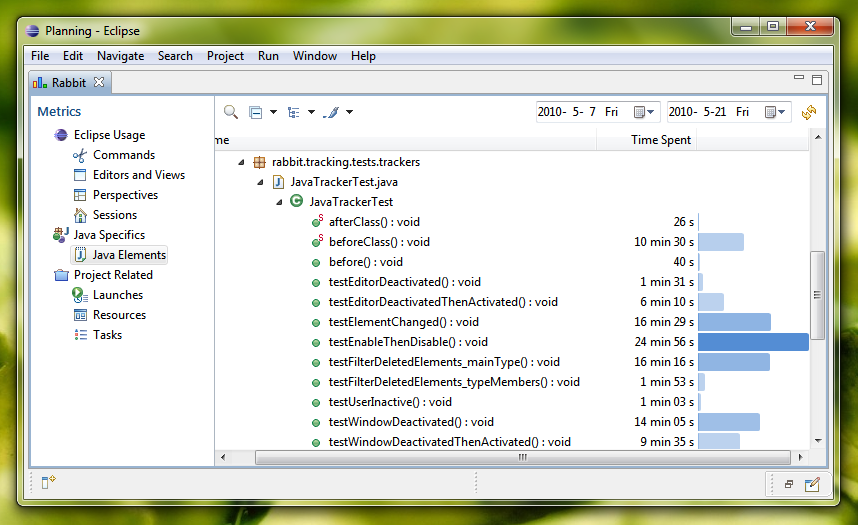 Planning - Eclipse
File Edit Navigate Search Project Run Window Help
Rabbit
Metrics
Eclipse Usage
Commands
Editors and Views
Perspectives
Sessions
Java Specifics
Java Elements
Project Related
Launches
Resources
Tasks
2010- 5- 7 Fri 2010- 5-21 Fri
me Time Spent
rabbit.tracking.tests.trackers
JavaTrackerTest.java
JavaTrackerTest
afterClass() : void 26 s
beforeClass() : void 10 min 30 s
before() : void 40 s
testEditorDeactivated() : void 1 min 31 s
testEditorDeactivatedThenActivated() : void 6 min 10 s
testElementChanged() : void 16 min 29 s
testEnableThenDisable() : void 24 min 56 s
testFilterDeletedElements_mainType() : void 16 min 16 s
testFilterDeletedElements_typeMembers() : void 1 min 53 s
testUserInactive() : void 1 min 03 s
testWindowDeactivated() : void 14 min 05 s
testWindowDeactivatedThenActivated() : void 9 min 35 s